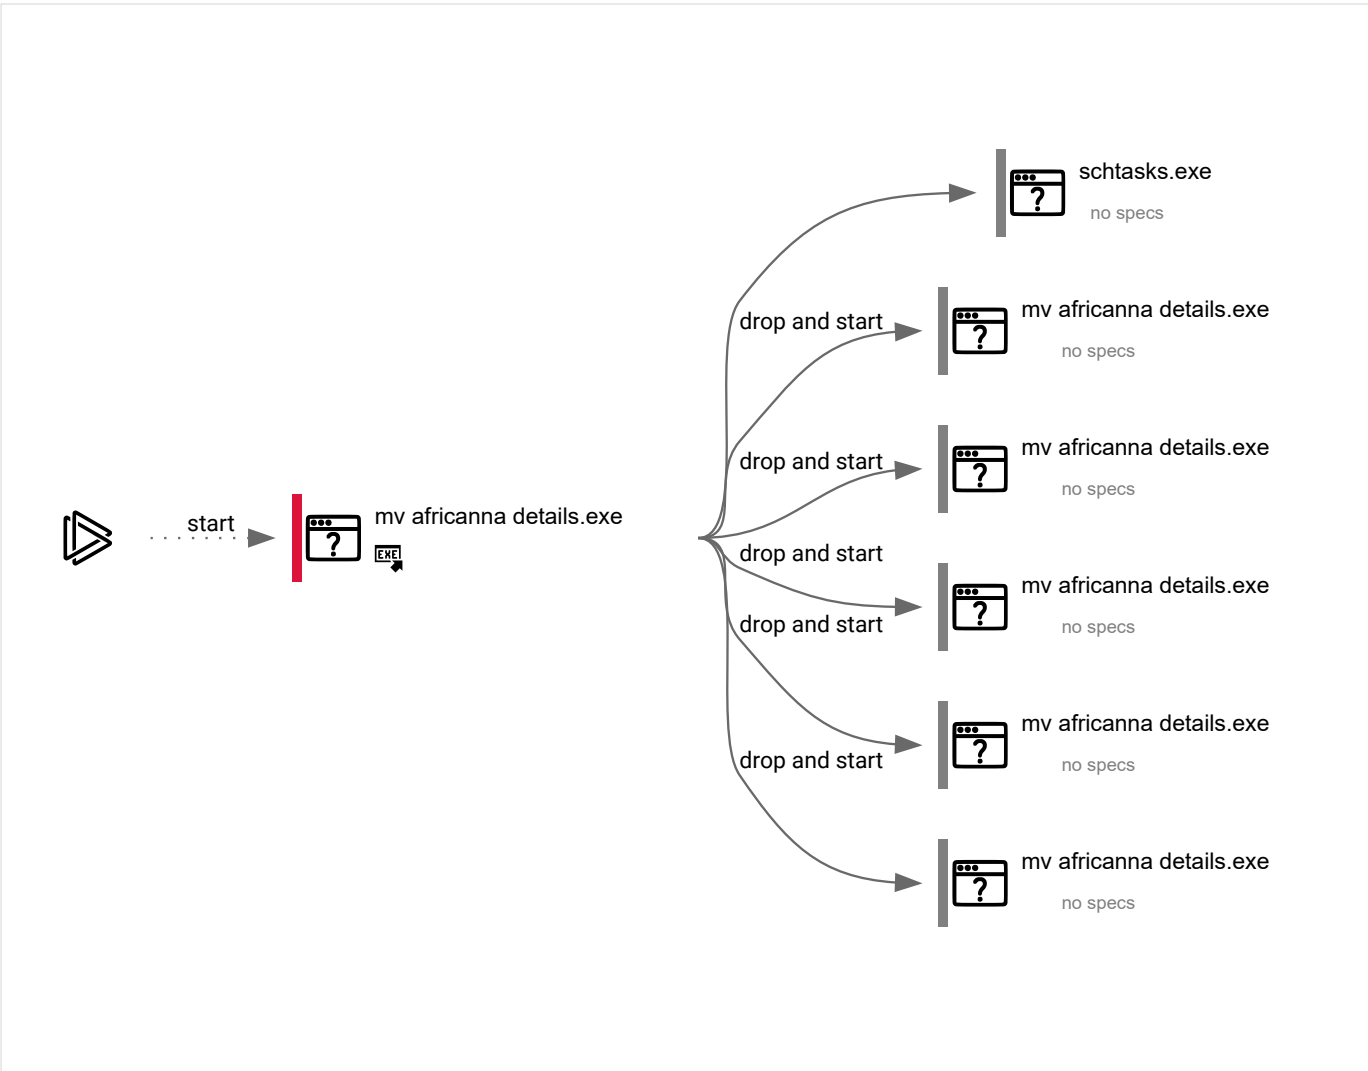 schtasks.exe
no specs
drop and start
mv africanna details.exe
no specs
drop and start
mv africanna details.exe
no specs
start
mv africanna details.exe
EXE
drop and start
mv africanna details.exe
no specs
drop and start
mv africanna details.exe
no specs
drop and start
mv africanna details.exe
no specs